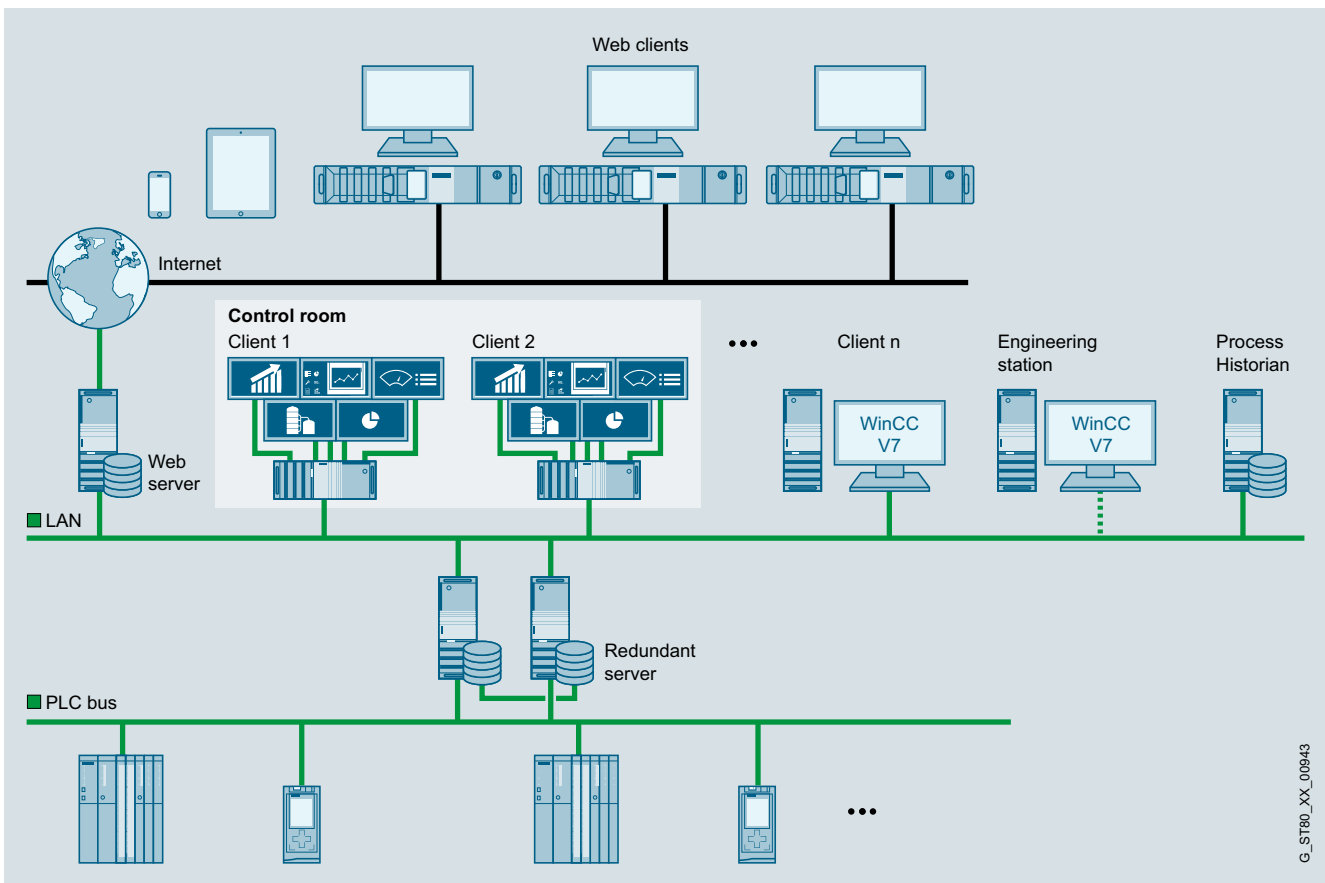 Web clients
Internet
Control room
Client 1
Client 2
Client n
Engineering
station
Process
Historian
WinCC
V7
WinCC
V7
Web
server
LAN
Redundant
server
PLC bus
G_ST80_XX_00943